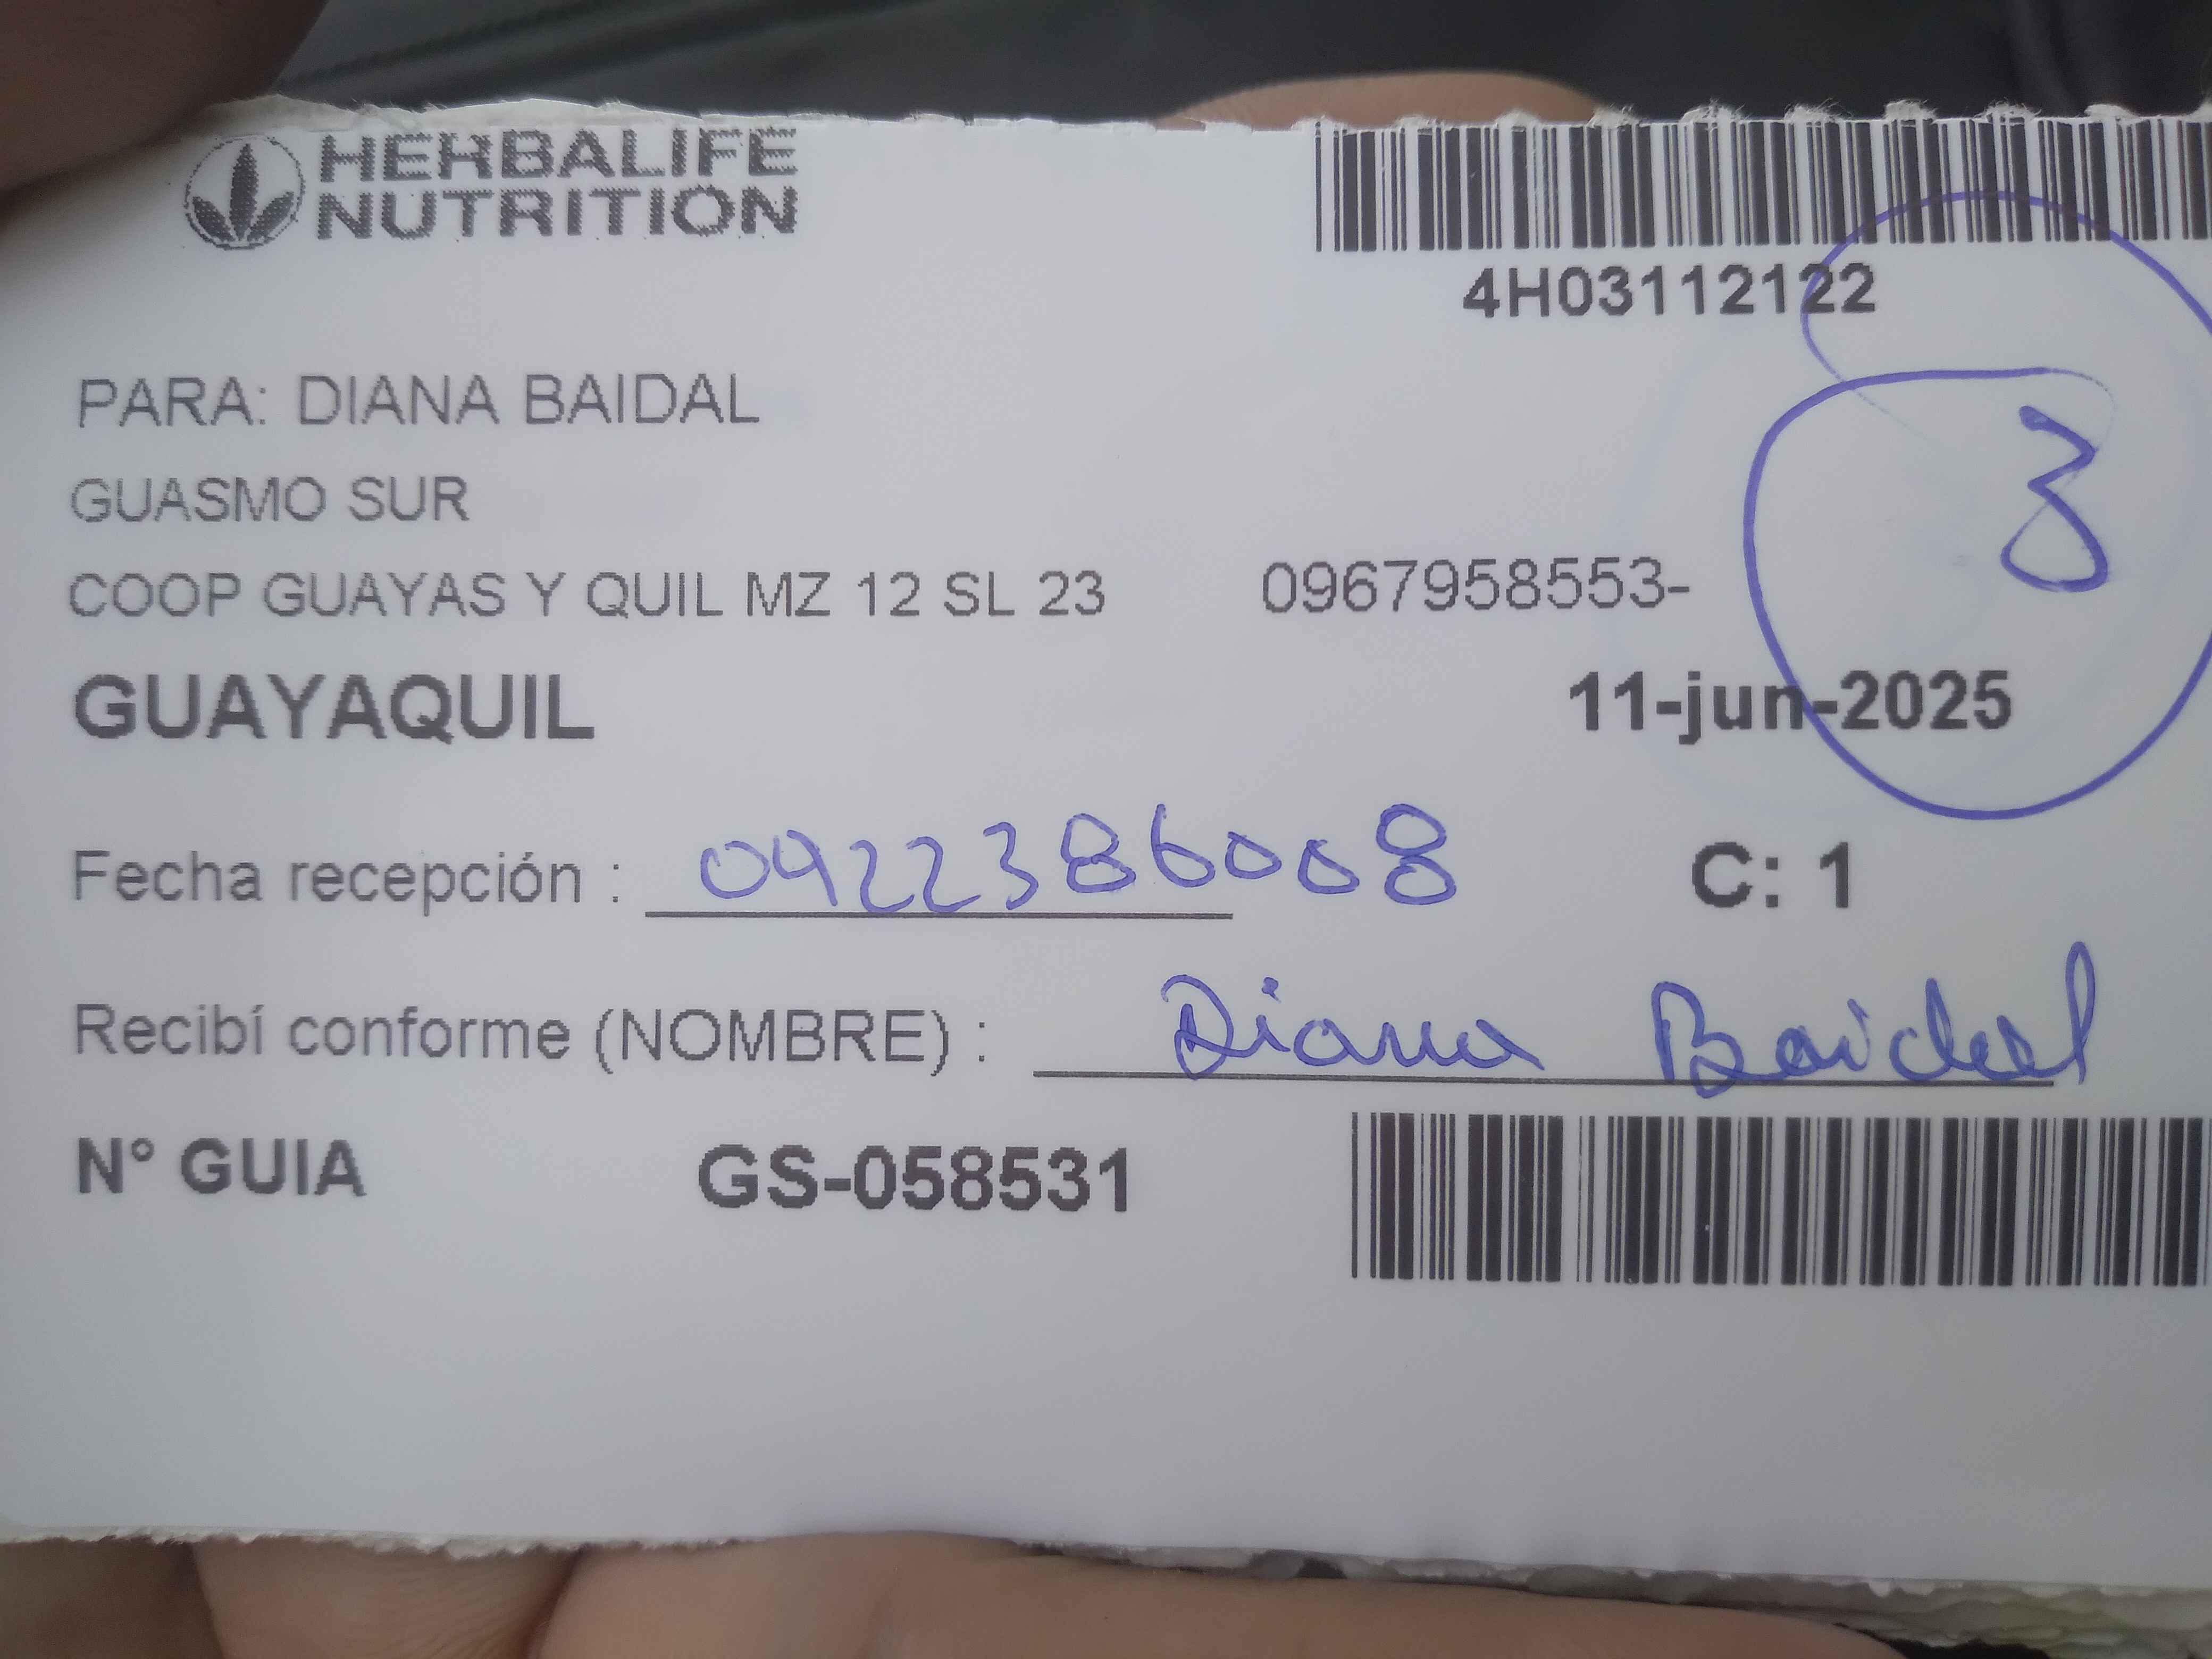 HERBALIFE
NUTRITION
4H03112122
PARA: DIANA BAIDAL
3
GUASMO SUR
COOP GUAYAS Y QUIL MZ 12 SL 23 0967958553-
GUAYAQUIL 11-jun-2025
Fecha recepción : 0922386008 C: 1
Recibí conforme (NOMBRE) : Diana Baidal
N° GUIA GS-058531